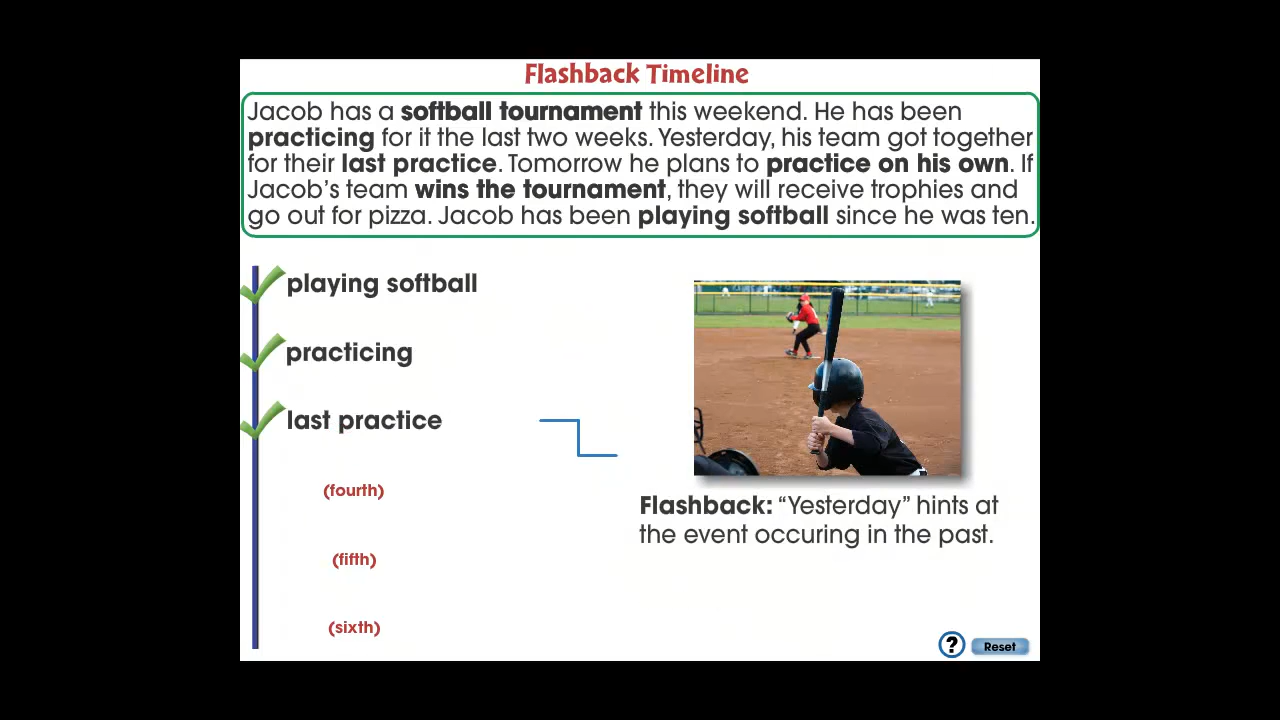 Flashback Timeline
Jacob has a softball tournament this weekend. He has been
practicing for it the last two weeks. Yesterday, his team got together
for their last practice. Tomorrow he plans to practice on his own. If
Jacob's team wins the tournament, they will receive trophies and
go out for pizza. Jacob has been playing softball since he was ten.
playing softball
practicing
last practice
(fourth)
(fifth)
(sixth)
Flashback: “Yesterday” hints at
the event occuring in the past.
?
Reset